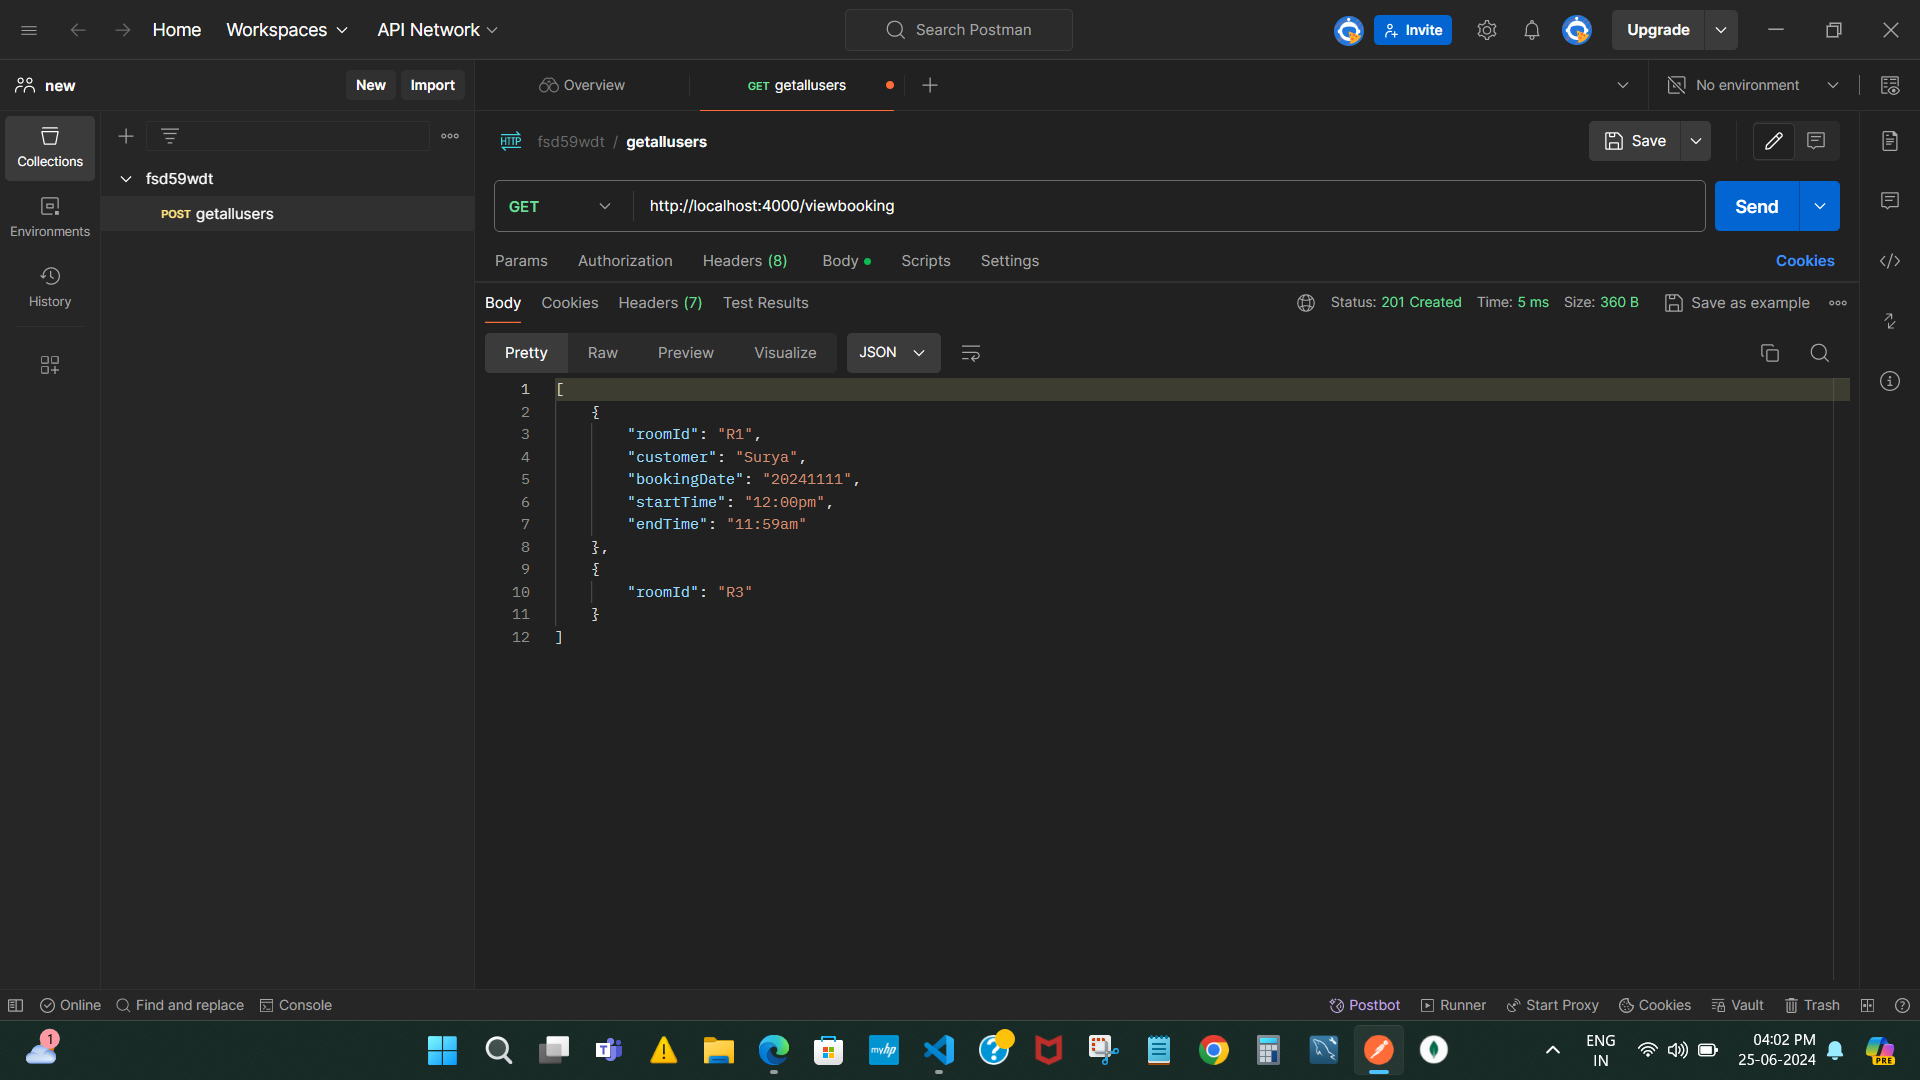 Home Workspaces API Network Search Postman Invite Upgrade
new New Import Overview GET getallusers No environment
Collections
fsd59wdt
POST getallusers
Environments
History
HTTP fsd59wdt / getallusers Save
GET http://localhost:4000/viewbooking Send
Params Authorization Headers (8) Body Scripts Settings Cookies
Body Cookies Headers (7) Test Results Status: 201 Created Time: 5 ms Size: 360 B Save as example
Pretty Raw Preview Visualize JSON
1 [
2 {
3 "roomId": "R1",
4 "customer": "Surya",
5 "bookingDate": "20241111",
6 "startTime": "12:00pm",
7 "endTime": "11:59am"
8 },
9 {
10 "roomId": "R3"
11 }
12 ]
Online Find and replace Console Postbot Runner Start Proxy Cookies Vault Trash
1 myhp ENG 04:02 PM
IN 25-06-2024 PRE